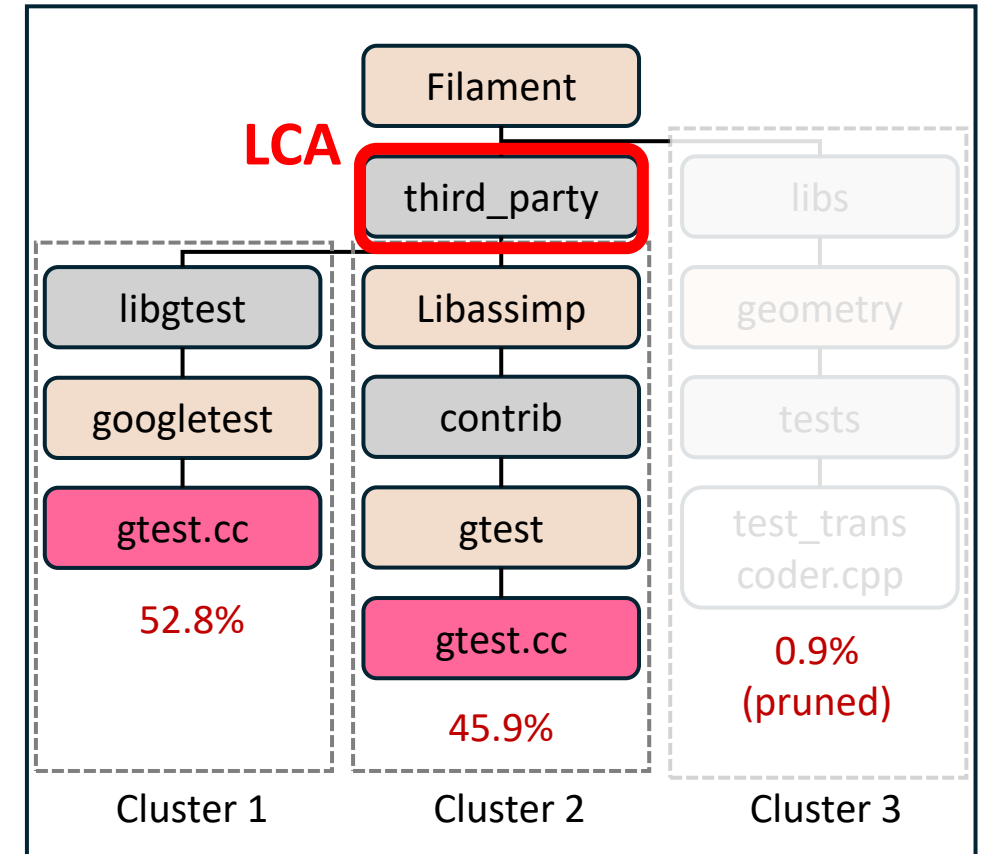 Filament
LCA
third_party
libs
libgtest
Libassimp
geometry
googletest
contrib
tests
gtest.cc
gtest
test_trans
coder.cpp
52.8%
gtest.cc
0.9%
(pruned)
45.9%
Cluster 1
Cluster 2
Cluster 3